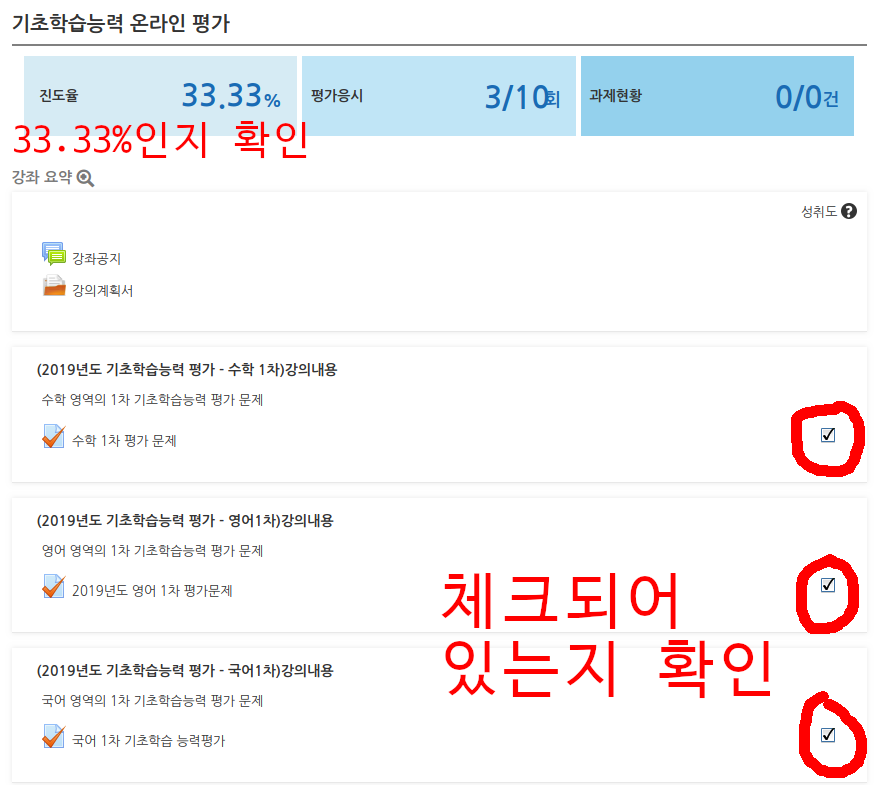 기초학습능력 온라인 평가
진도율 33.33% 평가응시 3/10회 과제현황 0/0건
33.33%인지 확인
강좌 요약
성취도 ?
강좌공지
강의계획서
(2019년도 기초학습능력 평가 - 수학 1차)강의내용
수학 영역의 1차 기초학습능력 평가 문제
수학 1차 평가 문제
(2019년도 기초학습능력 평가 - 영어1차)강의내용
영어 영역의 1차 기초학습능력 평가 문제
2019년도 영어 1차 평가문제
체크되어
있는지 확인
(2019년도 기초학습능력 평가 - 국어1차)강의내용
국어 영역의 1차 기초학습능력 평가 문제
국어 1차 기초학습 능력평가